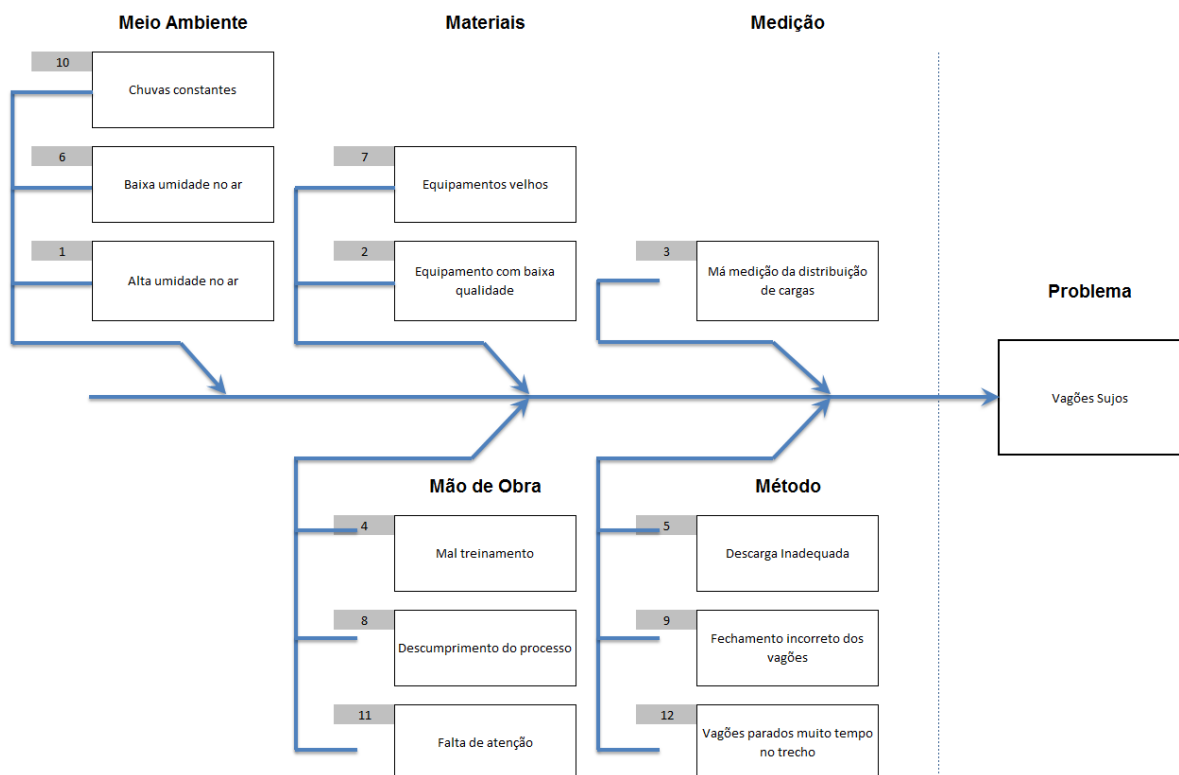 Meio Ambiente
Materiais
Medição
10
Chuvas constantes
6
Baixa umidade no ar
7
Equipamentos velhos
1
Alta umidade no ar
2
Equipamento com baixa
qualidade
3
Má medição da distribuição
de cargas
Problema
Vagões Sujos
Mão de Obra
Método
4
Mal treinamento
5
Descarga Inadequada
8
Descumprimento do processo
9
Fechamento incorreto dos
vagões
11
Falta de atenção
12
Vagões parados muito tempo
no trecho